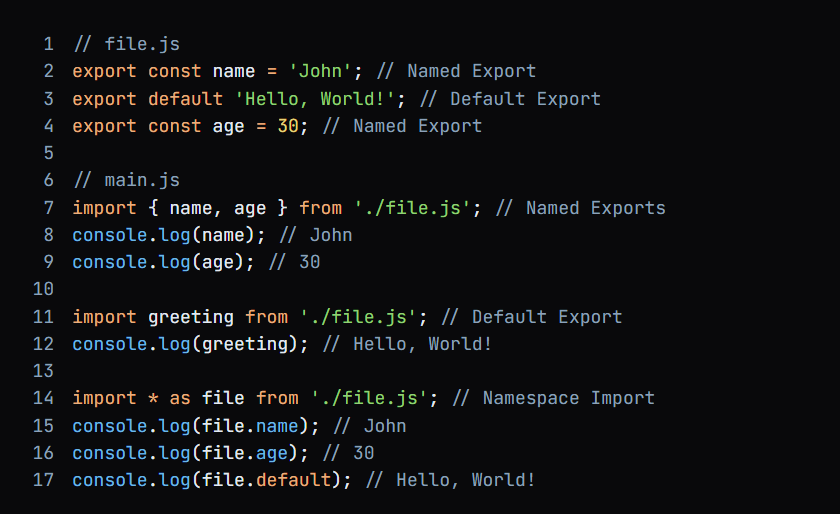 1 // file.js
2 export const name = 'John'; // Named Export
3 export default 'Hello, World!'; // Default Export
4 export const age = 30; // Named Export
5
6 // main.js
7 import { name, age } from './file.js'; // Named Exports
8 console.log(name); // John
9 console.log(age); // 30
10
11 import greeting from './file.js'; // Default Export
12 console.log(greeting); // Hello, World!
13
14 import * as file from './file.js'; // Namespace Import
15 console.log(file.name); // John
16 console.log(file.age); // 30
17 console.log(file.default); // Hello, World!